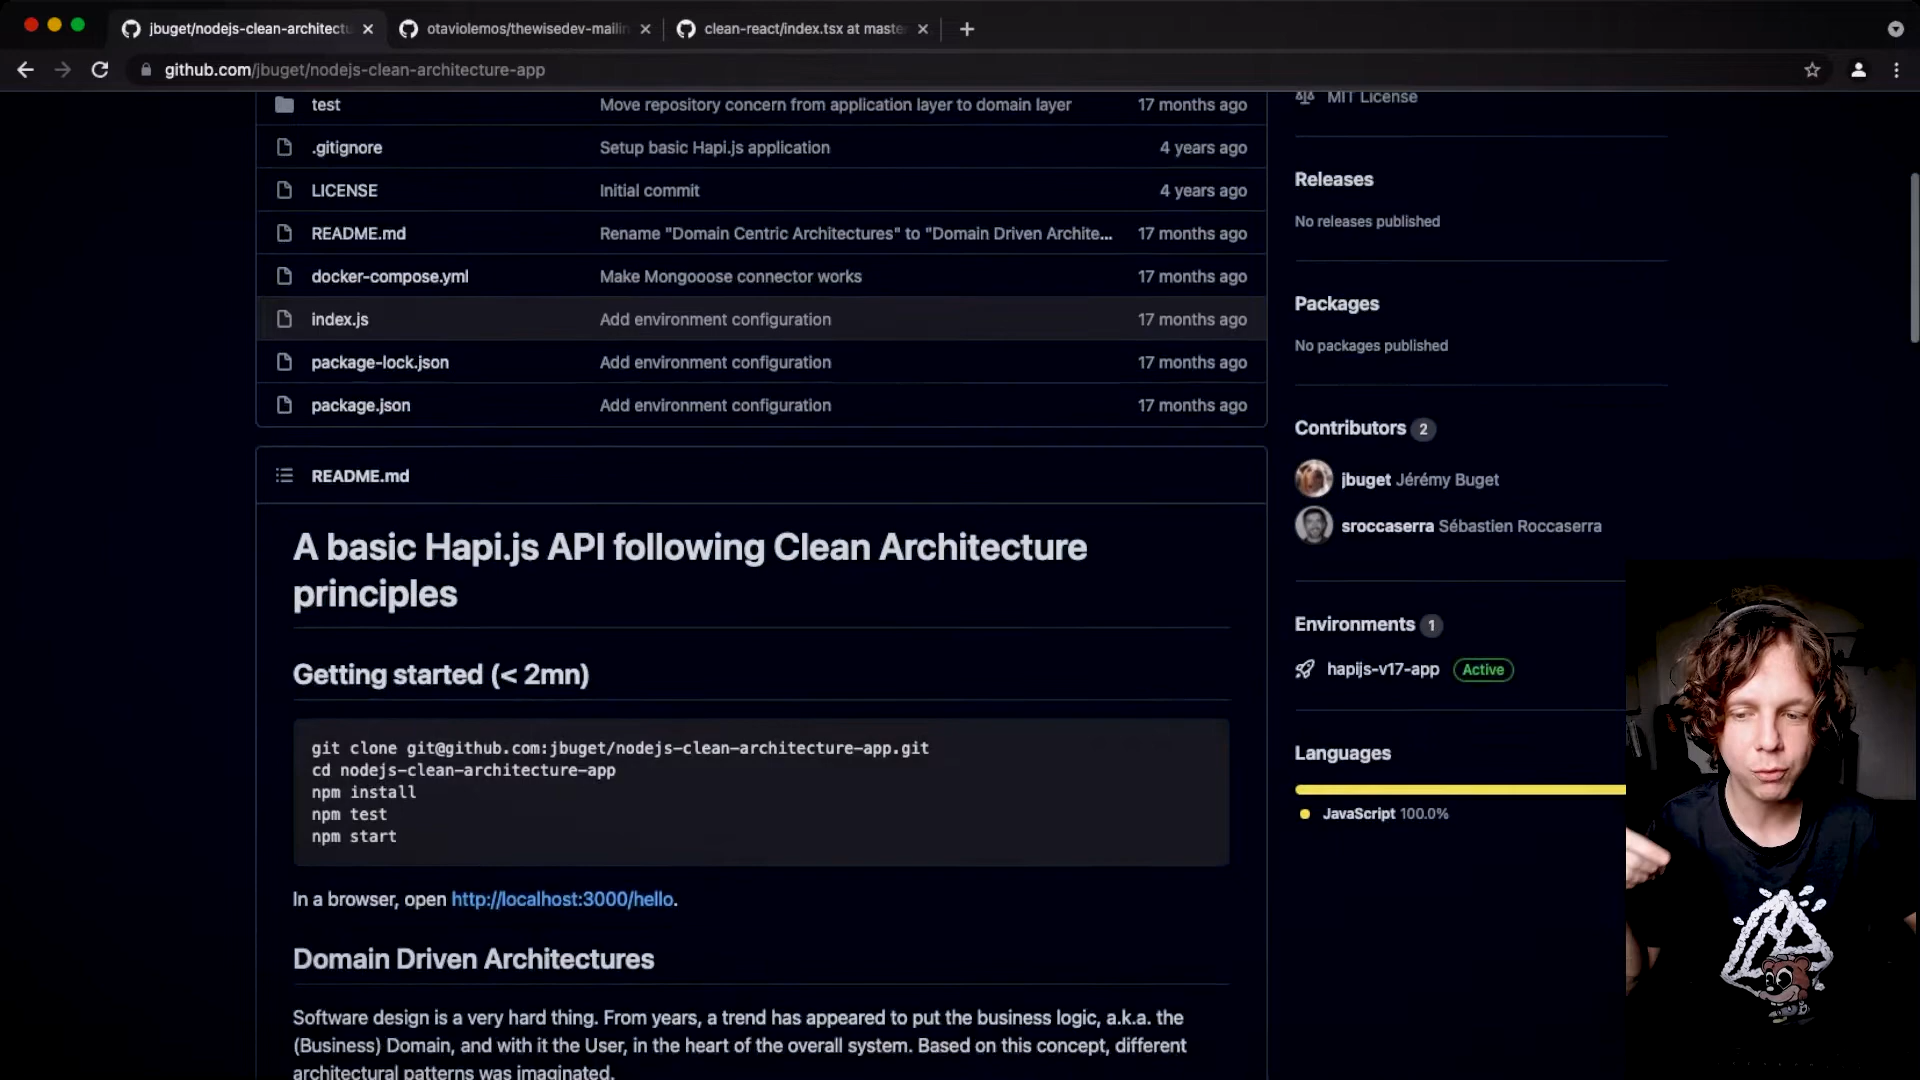 jbuget/nodejs-clean-architectu
otaviolemos/thewisedev-mailin
clean-react/index.tsx at maste
github.com/jbuget/nodejs-clean-architecture-app
test Move repository concern from application layer to domain layer 17 months ago
.gitignore Setup basic Hapi.js application 4 years ago
LICENSE Initial commit 4 years ago
README.md Rename "Domain Centric Architectures" to "Domain Driven Archite... 17 months ago
docker-compose.yml Make Mongooose connector works 17 months ago
index.js Add environment configuration 17 months ago
package-lock.json Add environment configuration 17 months ago
package.json Add environment configuration 17 months ago
README.md
A basic Hapi.js API following Clean Architecture
principles
Getting started (< 2mn)
git clone git@github.com:jbuget/nodejs-clean-architecture-app.git
cd nodejs-clean-architecture-app
npm install
npm test
npm start
In a browser, open http://localhost:3000/hello.
Domain Driven Architectures
Software design is a very hard thing. From years, a trend has appeared to put the business logic, a.k.a. the
(Business) Domain, and with it the User, in the heart of the overall system. Based on this concept, different
architectural patterns was imaginated.
MIT License
Releases
No releases published
Packages
No packages published
Contributors 2
jbuget Jérémy Buget
sroccaserra Sébastien Roccaserra
Environments 1
hapijs-v17-app Active
Languages
JavaScript 100.0%